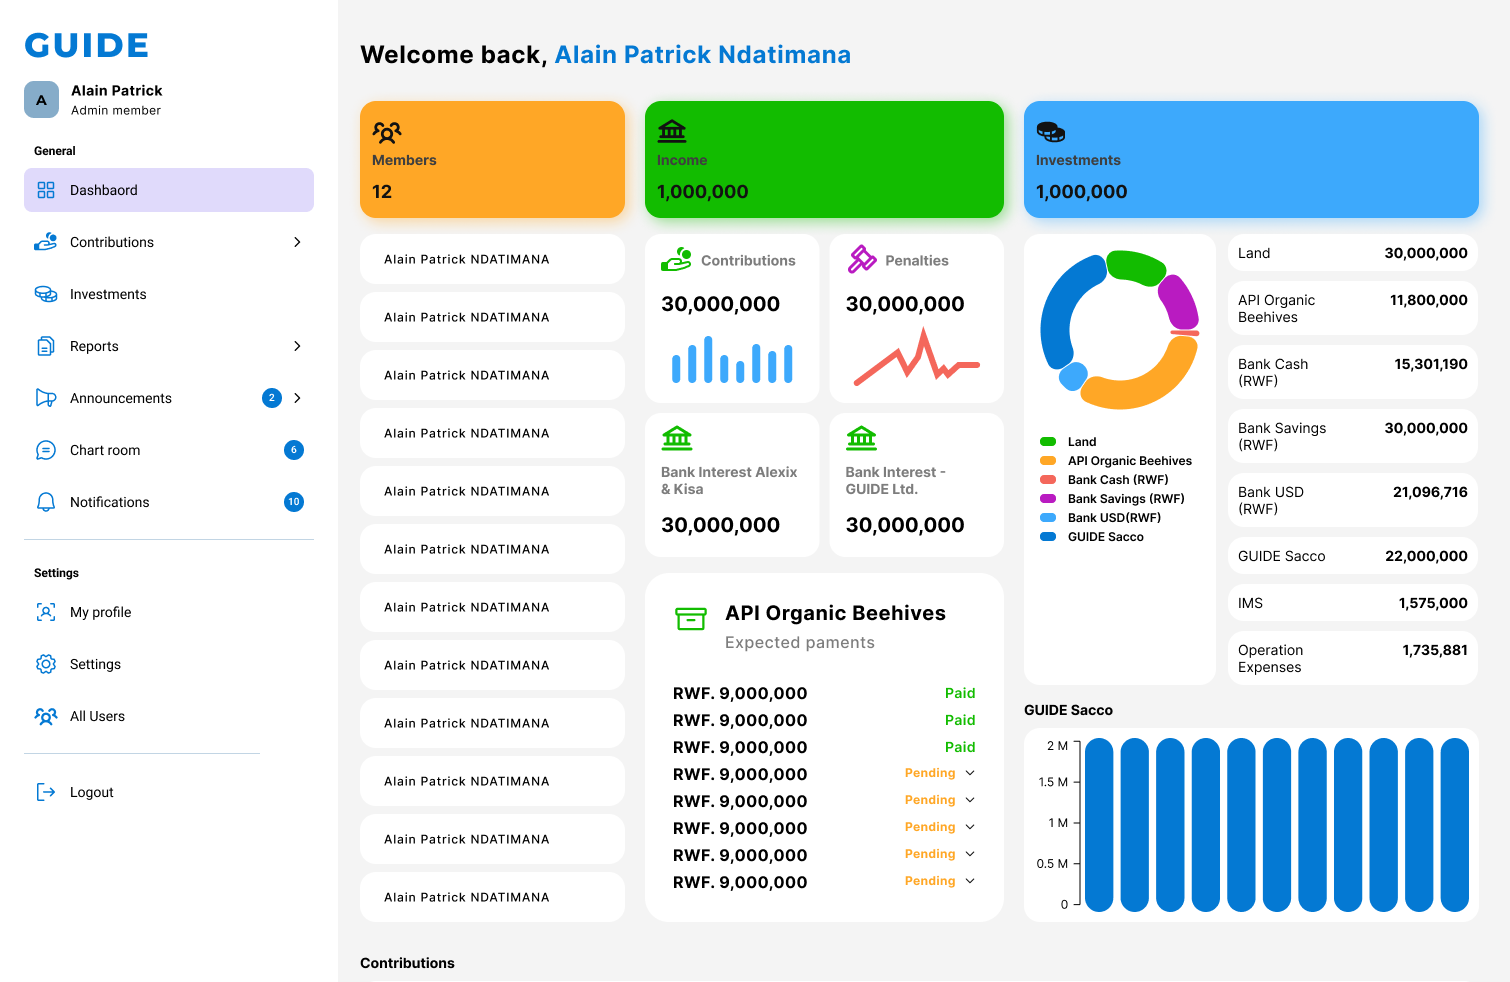 GUIDE
A
Alain Patrick
Admin member
General
Dashbaord
Contributions
Investments
Reports
Announcements 2
Chart room 6
Notifications 10
Settings
My profile
Settings
All Users
Logout
Welcome back, Alain Patrick Ndatimana
Members
12
Income
1,000,000
Investments
1,000,000
Alain Patrick NDATIMANA
Alain Patrick NDATIMANA
Alain Patrick NDATIMANA
Alain Patrick NDATIMANA
Alain Patrick NDATIMANA
Alain Patrick NDATIMANA
Alain Patrick NDATIMANA
Alain Patrick NDATIMANA
Alain Patrick NDATIMANA
Alain Patrick NDATIMANA
Alain Patrick NDATIMANA
Alain Patrick NDATIMANA
Contributions
30,000,000
Penalties
30,000,000
Bank Interest Alexix
& Kisa
30,000,000
Bank Interest -
GUIDE Ltd.
30,000,000
API Organic Beehives
Expected paments
RWF. 9,000,000 Paid
RWF. 9,000,000 Paid
RWF. 9,000,000 Paid
RWF. 9,000,000 Pending
RWF. 9,000,000 Pending
RWF. 9,000,000 Pending
RWF. 9,000,000 Pending
RWF. 9,000,000 Pending
Land
API Organic Beehives
Bank Cash (RWF)
Bank Savings (RWF)
Bank USD(RWF)
GUIDE Sacco
Land 30,000,000
API Organic 11,800,000
Beehives
Bank Cash 15,301,190
(RWF)
Bank Savings 30,000,000
(RWF)
Bank USD 21,096,716
(RWF)
GUIDE Sacco 22,000,000
IMS 1,575,000
Operation 1,735,881
Expenses
GUIDE Sacco
2 M
1.5 M
1 M
0.5 M
0
Contributions